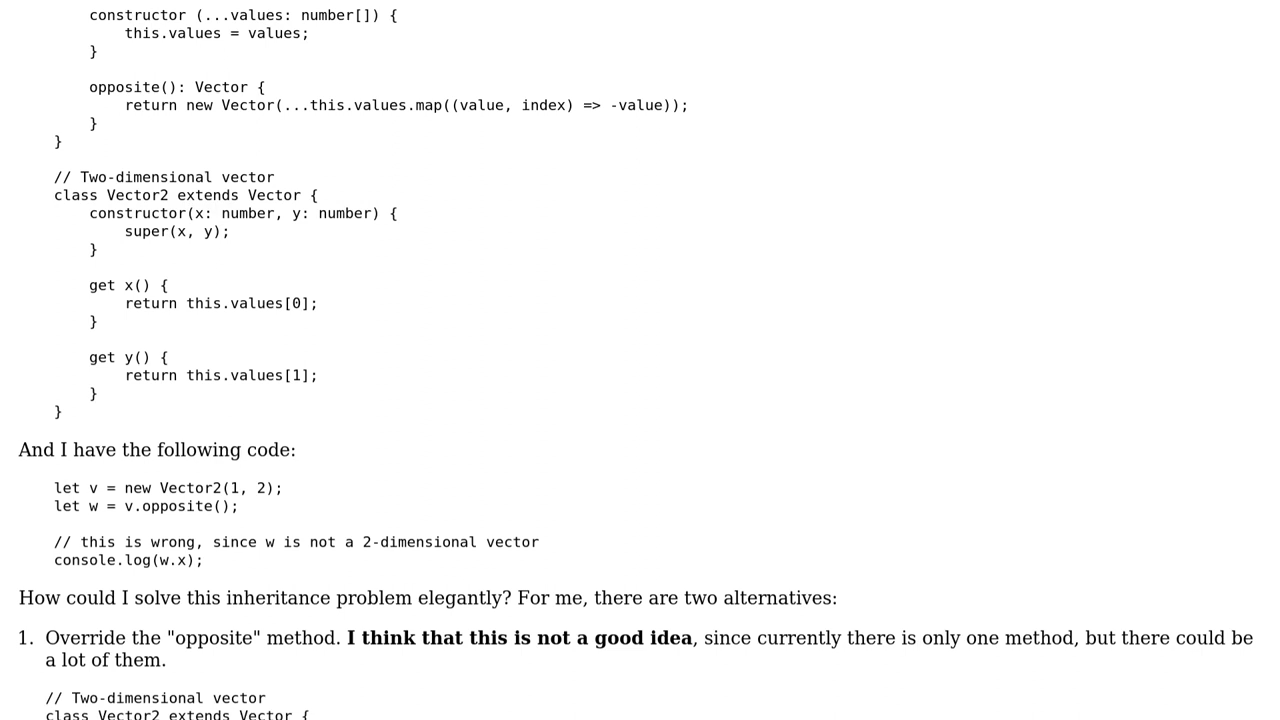 constructor (...values: number[]) {
this.values = values;
}
opposite(): Vector {
return new Vector(...this.values.map((value, index) => -value));
}
}
// Two-dimensional vector
class Vector2 extends Vector {
constructor(x: number, y: number) {
super(x, y);
}
get x() {
return this.values[0];
}
get y() {
return this.values[1];
}
}
And I have the following code:
let v = new Vector2(1, 2);
let w = v.opposite();
// this is wrong, since w is not a 2-dimensional vector
console.log(w.x);
How could I solve this inheritance problem elegantly? For me, there are two alternatives:
1. Override the "opposite" method. I think that this is not a good idea, since currently there is only one method, but there could be
a lot of them.
// Two-dimensional vector
class Vector2 extends Vector {